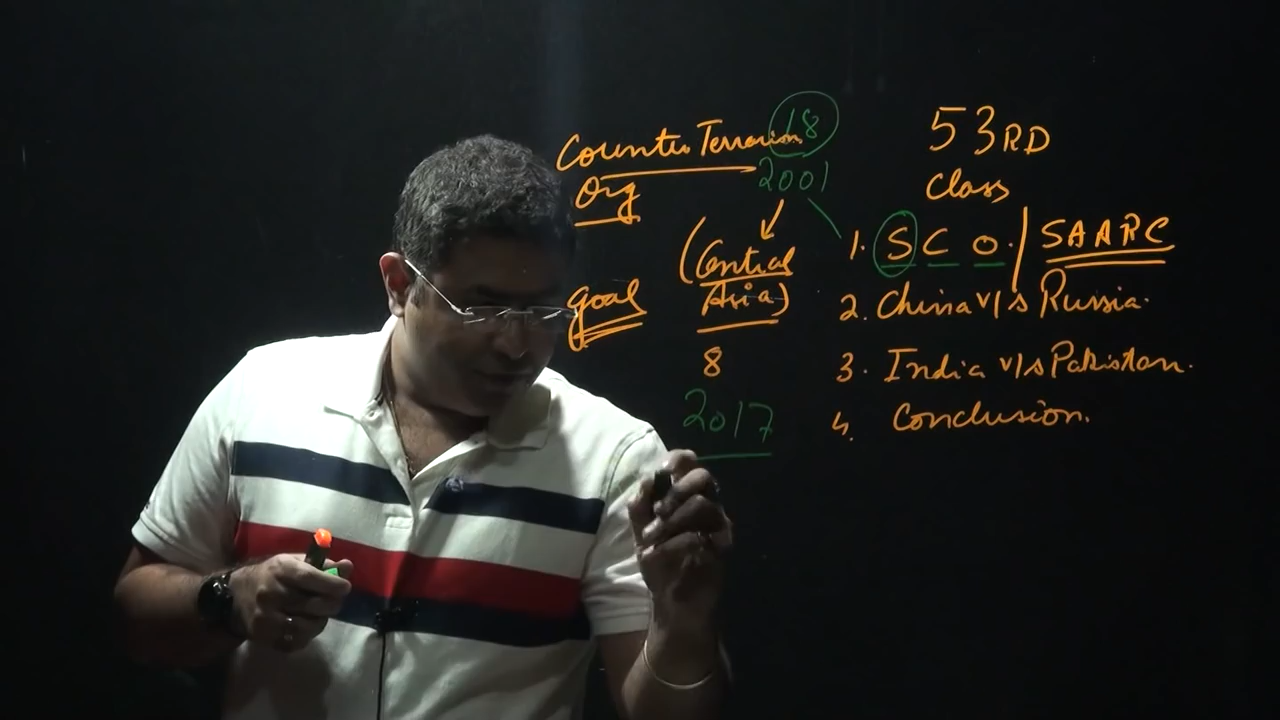 18
Counter Terrorism
Org
2001
(Central
Asia)
Goal
8
2017
53RD
Class
1. SCO. / SAARC
2. China v/s Russia.
3. India v/s Pakistan.
4. Conclusion.